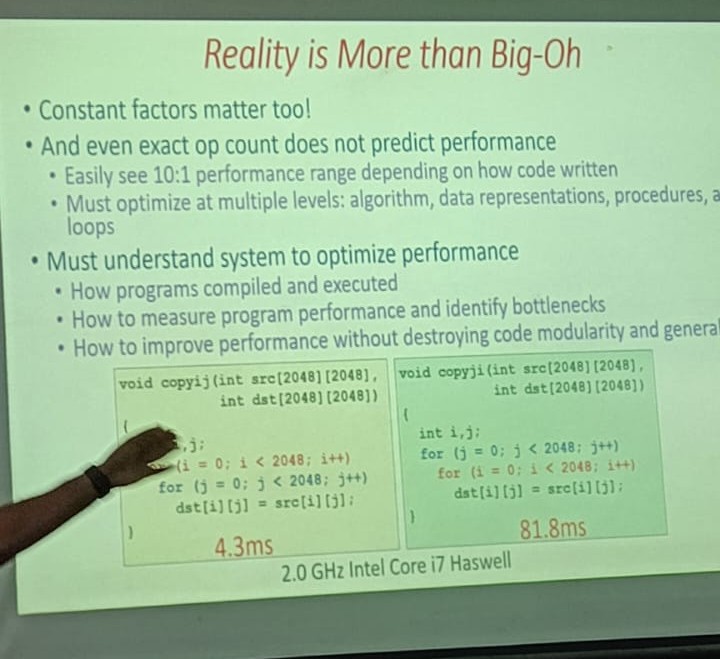 Reality is More than Big-Oh
• Constant factors matter too!
• And even exact op count does not predict performance
• Easily see 10:1 performance range depending on how code written
• Must optimize at multiple levels: algorithm, data representations, procedures,
loops
• Must understand system to optimize performance
• How programs compiled and executed
• How to measure program performance and identify bottlenecks
• How to improve performance without destroying code modularity and
void copyij(int src[2048][2048],
int dst[2048][2048])
{
,j;
(i = 0; i < 2048; i++)
for (j = 0; j < 2048; j++)
dst[i][j] = src[i][j];
}
4.3ms
void copyji(int src[2048][2048],
int dst[2048][2048])
{
int i,j;
for (j = 0; j < 2048; j++)
for (i = 0; i < 2048; i++)
dst[i][j] = src[i][j];
}
81.8ms
2.0 GHz Intel Core i7 Haswell